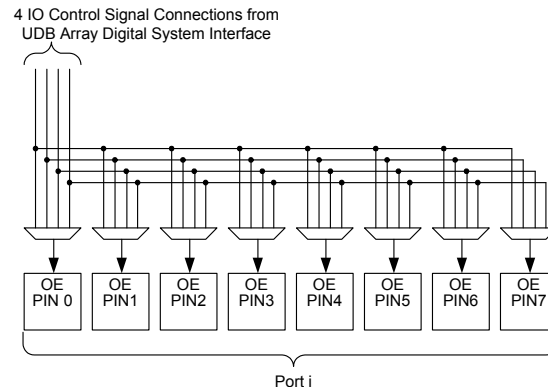 4 IO Control Signal Connections from
UDB Array Digital System Interface
OE
PIN 0
OE
PIN1
OE
PIN2
OE
PIN3
OE
PIN4
OE
PIN5
OE
PIN6
OE
PIN7
Port i